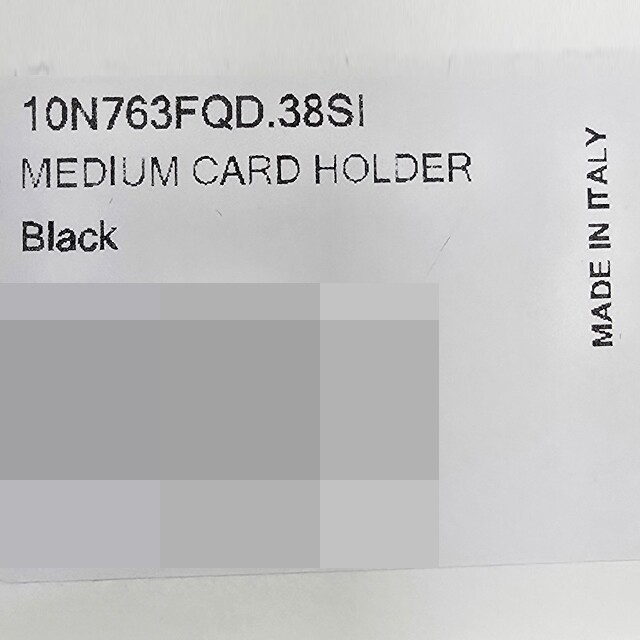 10N763FQD.38SI
MEDIUM CARD HOLDER
Black
MADE IN ITALY